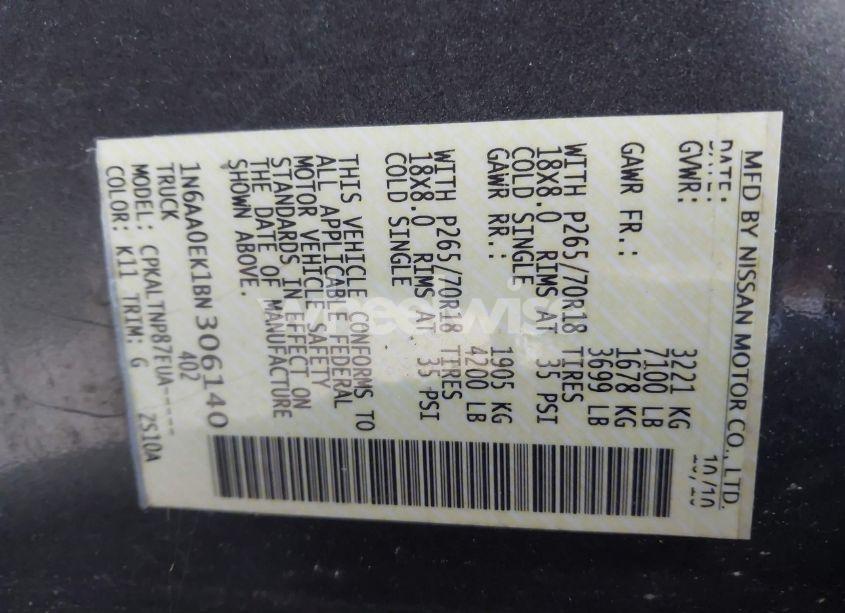 MFD BY NISSAN MOTOR CO., LTD.
DATE: 10/10
GVWR: 3221 KG
7100 LB
GAWR FR.: 1678 KG
3699 LB
WITH P265/70R18 TIRES
18X8.0 RIMS AT 35 PSI
COLD SINGLE
GAWR RR.: 1905 KG
4200 LB
WITH P265/70R18 TIRES
18X8.0 RIMS AT 35 PSI
COLD SINGLE
THIS VEHICLE CONFORMS TO
ALL APPLICABLE FEDERAL
MOTOR VEHICLE SAFETY
STANDARDS IN EFFECT ON
THE DATE OF MANUFACTURE
SHOWN ABOVE.
1N6AA0EK1BN306140
TRUCK 402
MODEL: CPKALTNP87EUA-----
COLOR: K11 TRIM: G 2S10A